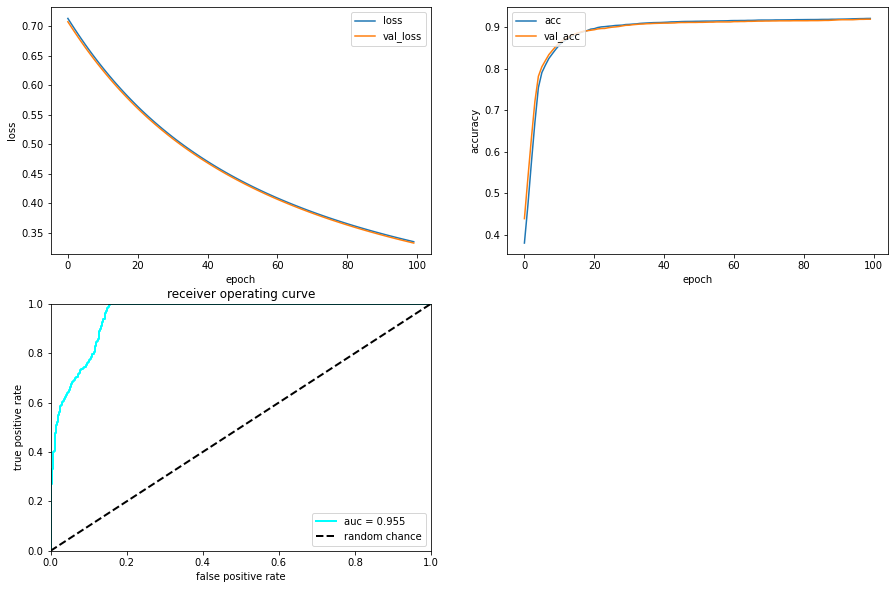 loss
val_loss
0.70
0.65
0.60
0.55
0.50
0.45
0.40
0.35
loss
0 20 40 60 80 100
epoch
acc
val_acc
0.9
0.8
0.7
0.6
0.5
0.4
accuracy
0 20 40 60 80 100
epoch
receiver operating curve
1.0
0.8
0.6
0.4
0.2
0.0
true positive rate
auc = 0.955
random chance
0.0 0.2 0.4 0.6 0.8 1.0
false positive rate